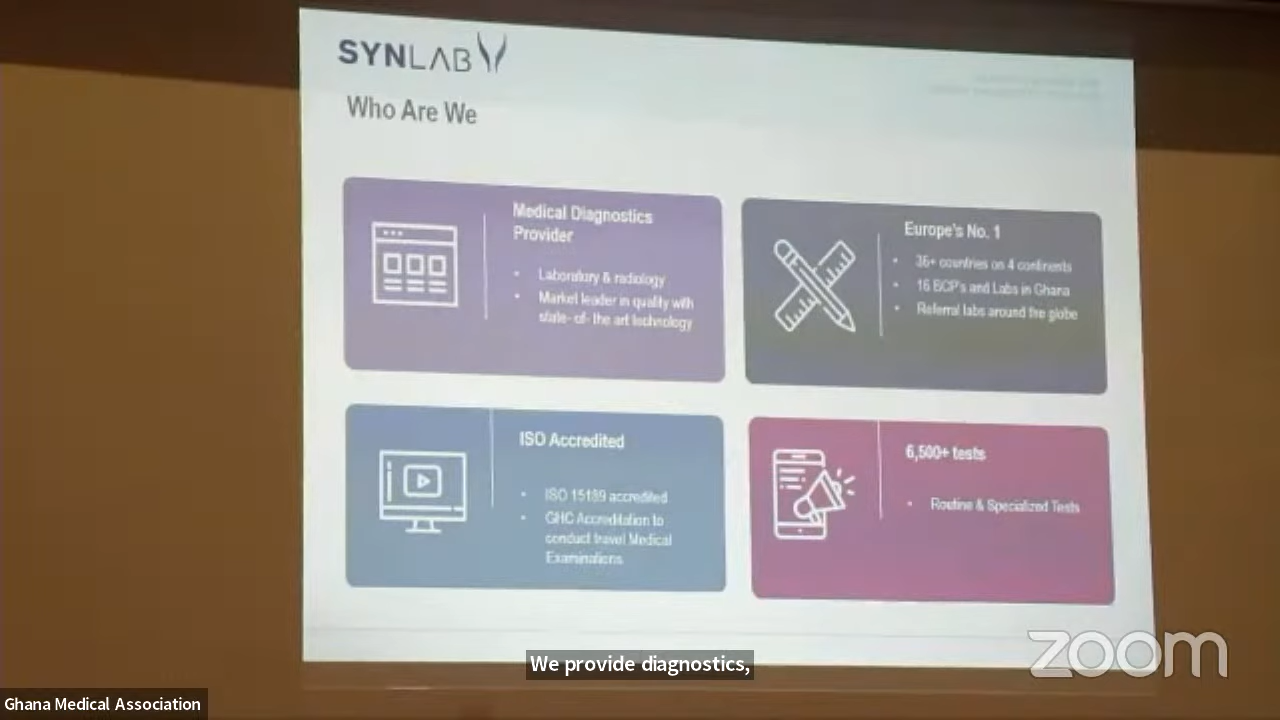 SYNLAB
Who Are We
Medical Diagnostics
Provider
• Laboratory & radiology
• Market leader in quality with
state- of- the art technology
Europe's No. 1
• 36+ countries on 4 continents
• 16 BCP's and Labs in Ghana
• Referral labs around the globe
ISO Accredited
• ISO 15189 accredited
• GHC Accreditation to
conduct travel Medical
Examinations
6,500+ tests
• Routine & Specialized Tests
We provide diagnostics,
zoom
Ghana Medical Association